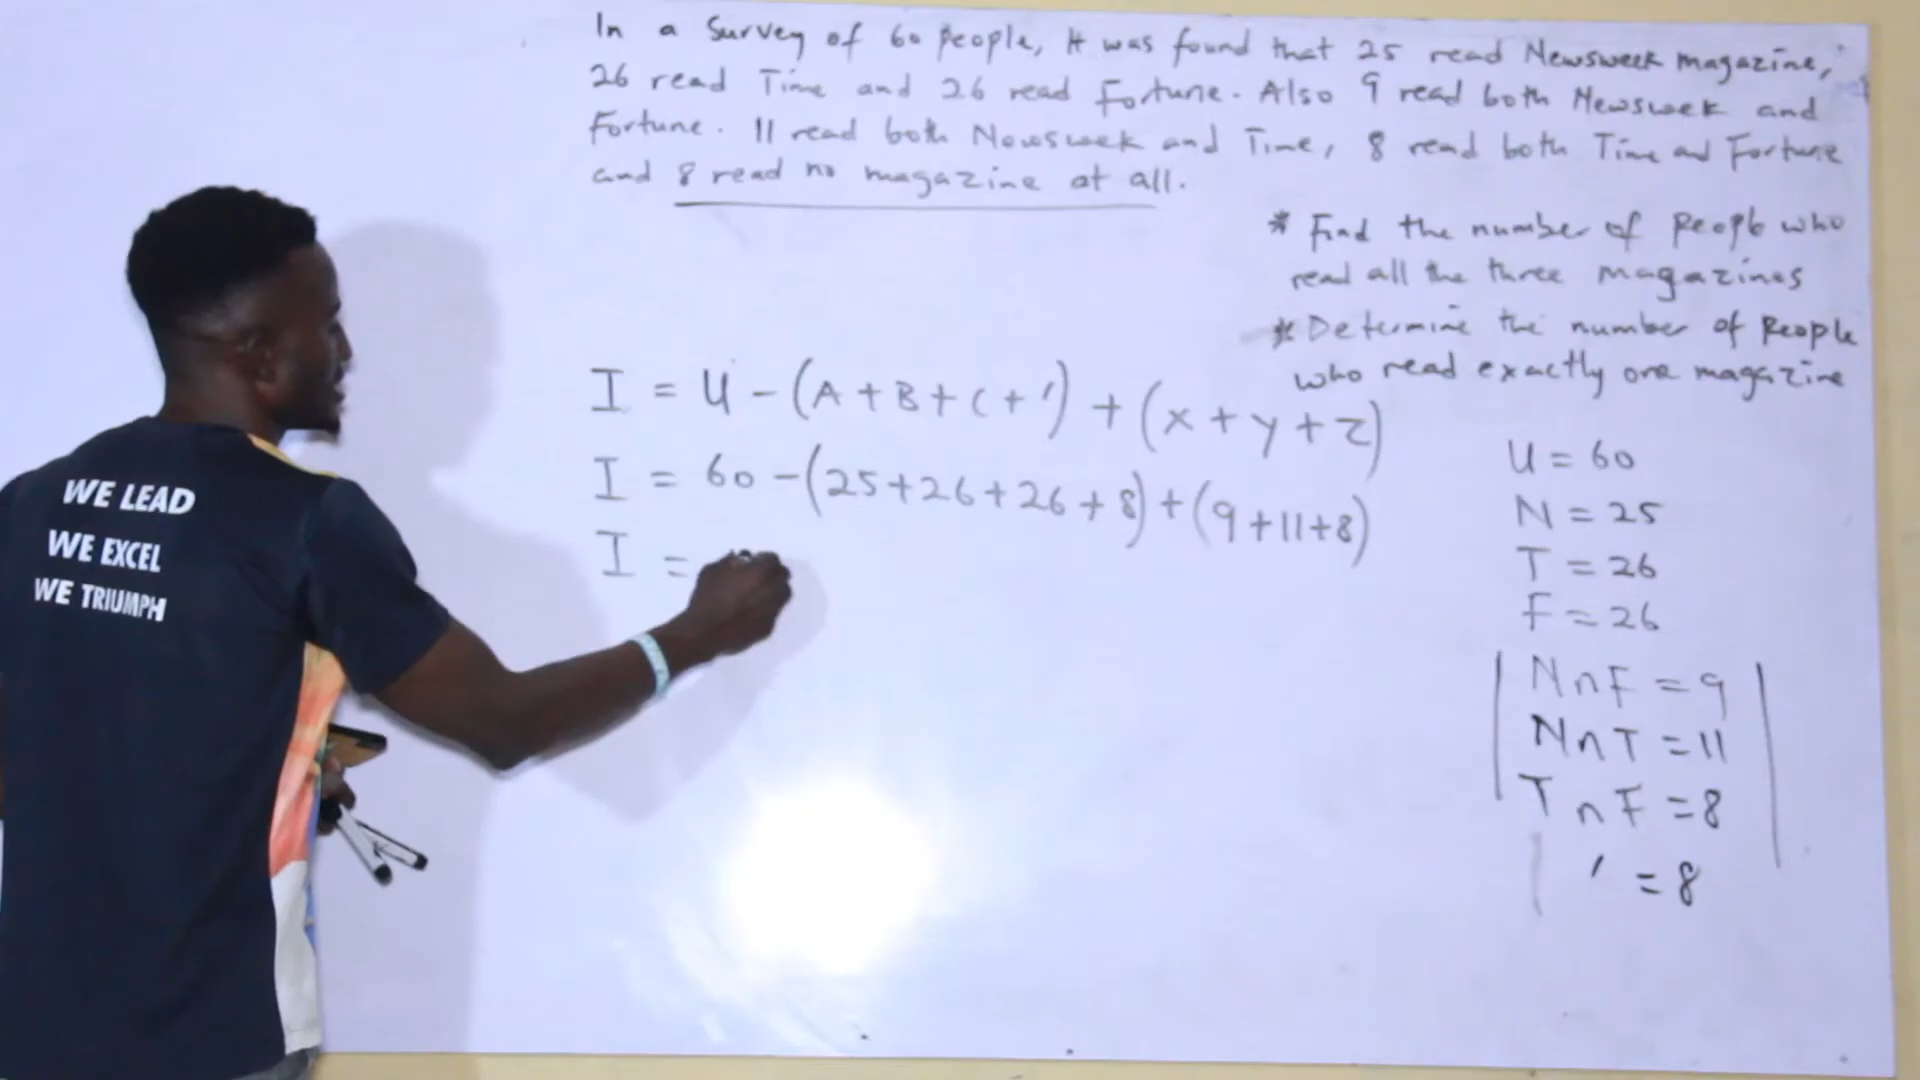 In a Survey of 60 People, It was found that 25 read Newsweek magazine,
26 read Time and 26 read Fortune. Also 9 read both Newsweek and
Fortune. 11 read both Newsweek and Time, 8 read both Time and Fortune
and 8 read no magazine at all.
* Find the number of People who
read all the three magazines
* Determine the number of People
who read exactly one magazine
I = U - (A + B + C + ') + (x + y + z)
I = 60 - (25 + 26 + 26 + 8) + (9 + 11 + 8)
I =
U = 60
N = 25
T = 26
F = 26
N n F = 9
N n T = 11
T n F = 8
' = 8
WE LEAD
WE EXCEL
WE TRIUMPH